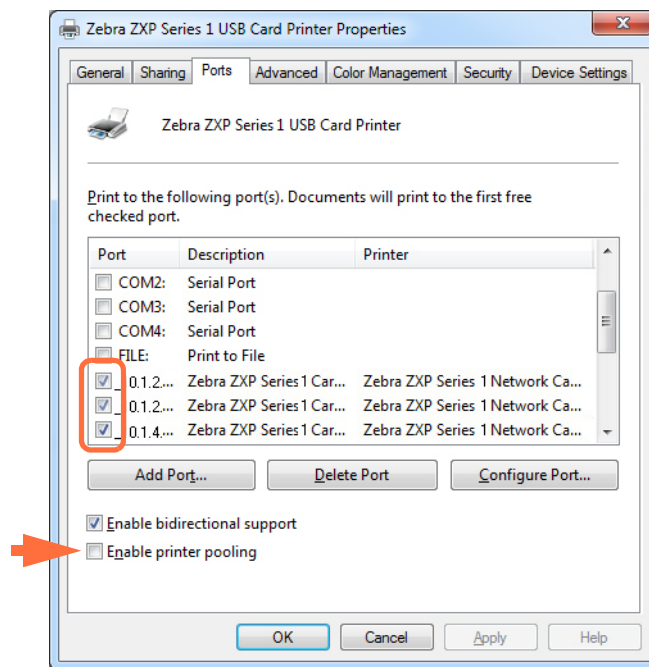 Zebra ZXP Series 1 USB Card Printer Properties
General Sharing Ports Advanced Color Management Security Device Settings
Zebra ZXP Series 1 USB Card Printer
Print to the following port(s). Documents will print to the first free
checked port.
Port Description Printer
COM2: Serial Port
COM3: Serial Port
COM4: Serial Port
FILE: Print to File
_ 0.1.2... Zebra ZXP Series 1 Car... Zebra ZXP Series 1 Network Ca...
_ 0.1.2... Zebra ZXP Series 1 Car... Zebra ZXP Series 1 Network Ca...
_ 0.1.4... Zebra ZXP Series 1 Car... Zebra ZXP Series 1 Network Ca...
Add Port... Delete Port Configure Port...
Enable bidirectional support
Enable printer pooling
OK Cancel Apply Help